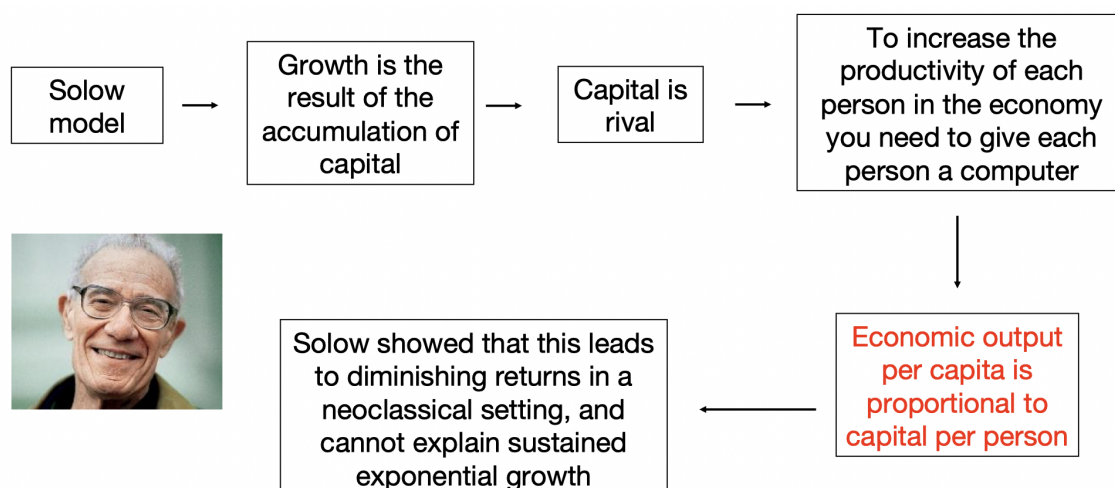 Solow
model
Growth is the
result of the
accumulation of
capital
Capital is
rival
To increase the
productivity of each
person in the economy
you need to give each
person a computer
Economic output
per capita is
proportional to
capital per person
Solow showed that this leads
to diminishing returns in a
neoclassical setting, and
cannot explain sustained
exponential growth